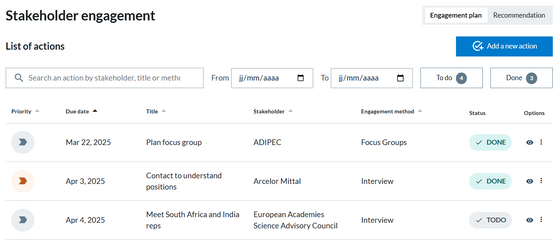 Stakeholder engagement
Engagement plan Recommendation
List of actions
Add a new action
Search an action by stakeholder, title or metho
From jj/mm/aaaa To jj/mm/aaaa
To do 4 Done 3
Priority Due date Title Stakeholder Engagement method Status Options
Mar 22, 2025 Plan focus group ADIPEC Focus Groups DONE
Apr 3, 2025 Contact to understand positions Arcelor Mittal Interview DONE
Apr 4, 2025 Meet South Africa and India reps European Academies Science Advisory Council Interview TODO